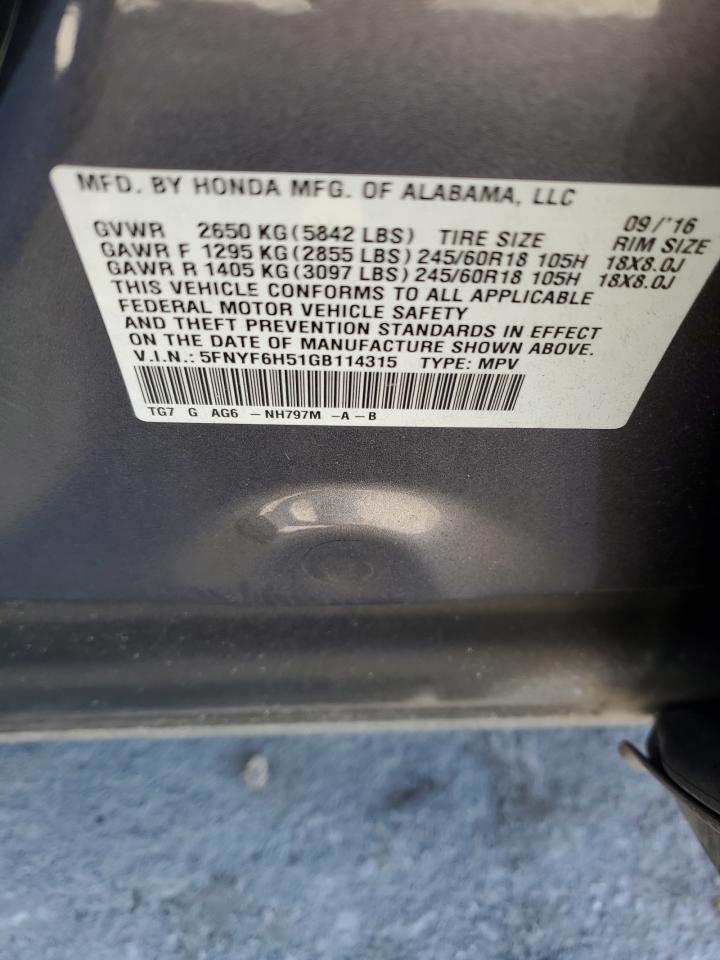 MFD. BY HONDA MFG. OF ALABAMA, LLC
09/'16
GVWR 2650 KG(5842 LBS) TIRE SIZE RIM SIZE
GAWR F 1295 KG(2855 LBS)245/60R18 105H 18X8.0J
GAWR R 1405 KG(3097 LBS)245/60R18 105H 18X8.0J
THIS VEHICLE CONFORMS TO ALL APPLICABLE
FEDERAL MOTOR VEHICLE SAFETY
AND THEFT PREVENTION STANDARDS IN EFFECT
ON THE DATE OF MANUFACTURE SHOWN ABOVE.
V.I.N.: 5FNYF6H51GB114315 TYPE: MPV
TG7 G AG6 -NH797M -A-B